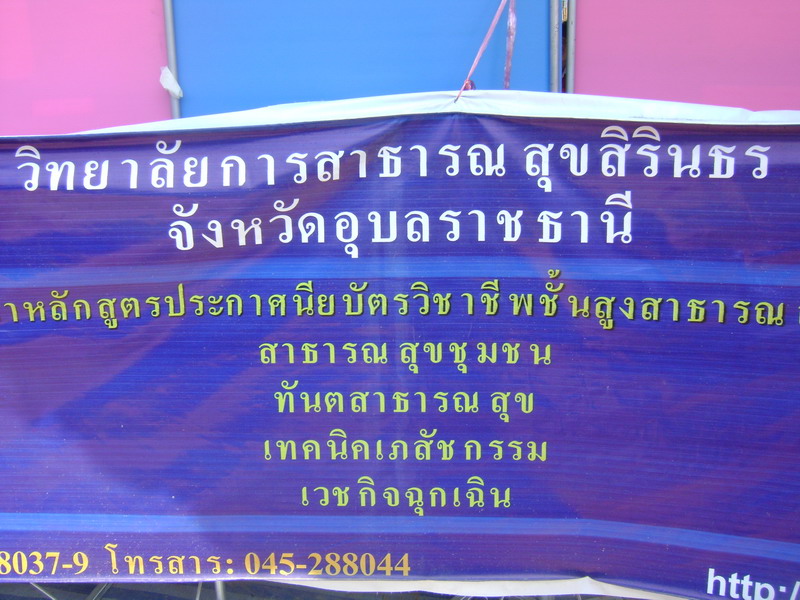 วิทยาลัยการสาธารณสุขสิรินธร
จังหวัดอุบลราชธานี
าหลักสูตรประกาศนียบัตรวิชาชีพชั้นสูงสาธารณ
สาธารณสุขชุมชน
ทันตสาธารณสุข
เทคนิคเภสัชกรรม
เวชกิจฉุกเฉิน
8037-9 โทรสาร: 045-288044
http:/